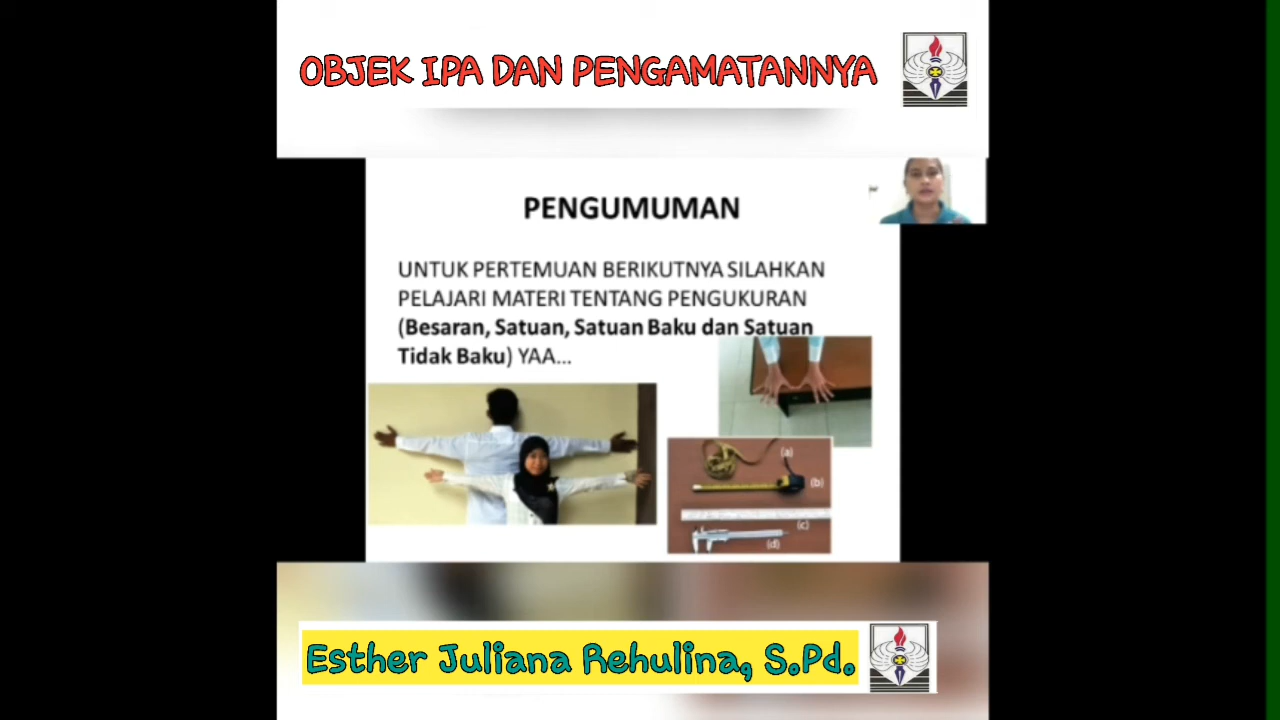 OBJEK IPA DAN PENGAMATANNYA
PENGUMUMAN
UNTUK PERTEMUAN BERIKUTNYA SILAHKAN
PELAJARI MATERI TENTANG PENGUKURAN
(Besaran, Satuan, Satuan Baku dan Satuan
Tidak Baku) YAA...
(a)
(b)
(c)
(d)
Esther Juliana Rehulina, S.Pd.